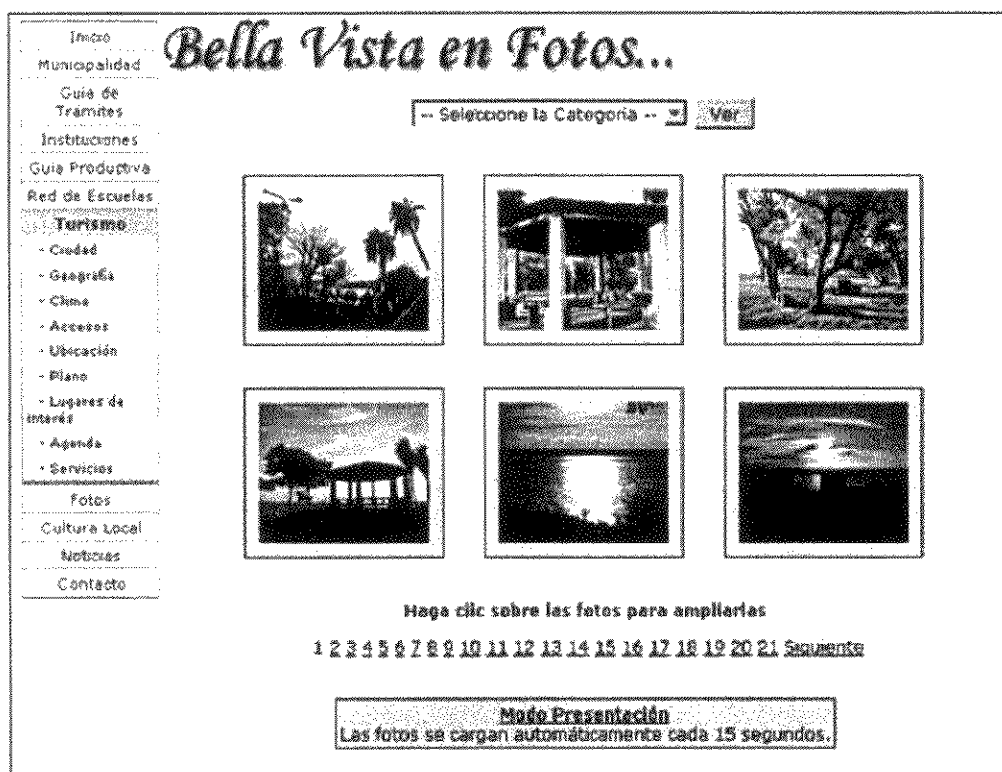 Inicio
Municipalidad
Guia de
Trámites
Instituciones
Guia Productiva
Red de Escuelas
Turismo
- Ciudad
- Geografía
- Clima
- Accesos
- Ubicación
- Plano
- Lugares de
interés
- Agenda
- Servicios
Fotos
Cultura Local
Noticias
Contacto
Bella Vista en Fotos...
-- Seleccione la Categoria --
Ver
Haga clic sobre las fotos para ampliarlas
1 2 3 4 5 6 7 8 9 10 11 12 13 14 15 16 17 18 19 20 21 Siguiente
Modo Presentación
Las fotos se cargan automáticamente cada 15 segundos.